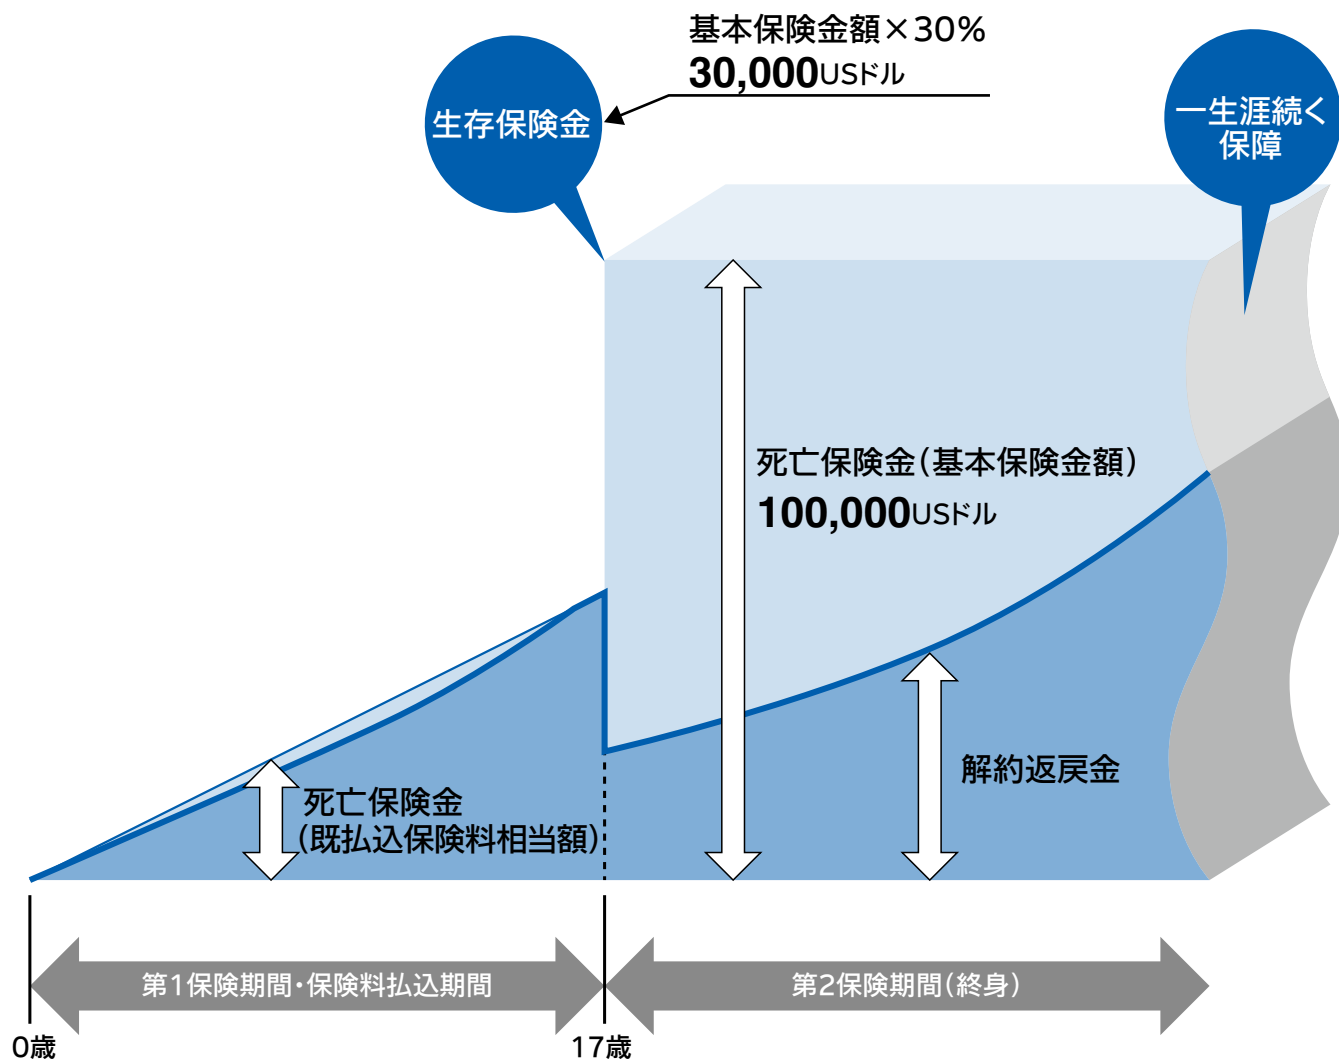 基本保険金額×30%
30,000USドル
生存保険金
一生涯続く
保障
死亡保険金(基本保険金額)
100,000USドル
解約返戻金
死亡保険金
(既払込保険料相当額)
第1保険期間・保険料払込期間
第2保険期間(終身)
0歳
17歳